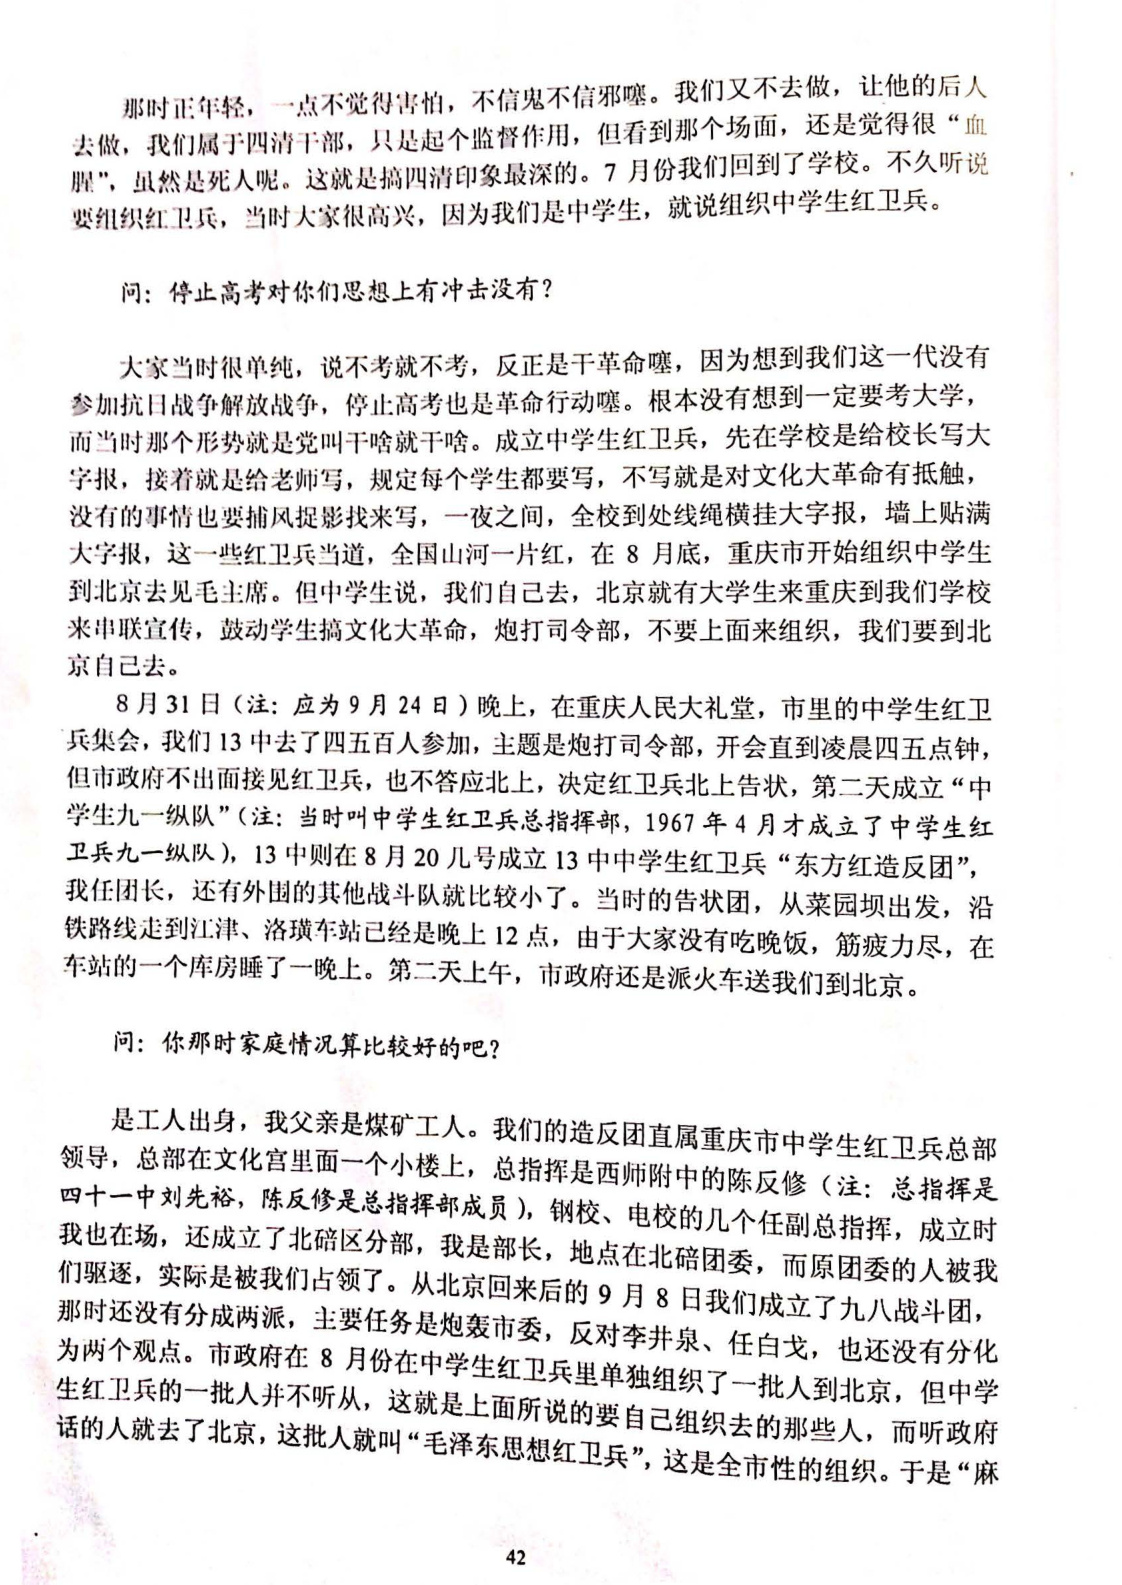 那时正年轻，一点不觉得害怕，不信鬼不信邪噻。我们又不去做，让他的后人
去做，我们属于四清干部，只是起个监督作用，但看到那个场面，还是觉得很“血
腥”，虽然是死人呢。这就是搞四清印象最深的。7 月份我们回到了学校。不久听说
要组织红卫兵，当时大家很高兴，因为我们是中学生，就说组织中学生红卫兵。
问：停止高考对你们思想上有冲击没有？
大家当时很单纯，说不考就不考，反正是干革命噻，因为想到我们这一代没有
参加抗日战争解放战争，停止高考也是革命行动噻。根本没有想到一定要考大学，
而当时那个形势就是党叫干啥就干啥。成立中学生红卫兵，先在学校是给校长写大
字报，接着就是给老师写，规定每个学生都要写，不写就是对文化大革命有抵触，
没有的事情也要捕风捉影找来写，一夜之间，全校到处线绳横挂大字报，墙上贴满
大字报，这一些红卫兵当道，全国山河一片红，在 8 月底，重庆市开始组织中学生
到北京去见毛主席。但中学生说，我们自己去，北京就有大学生来重庆到我们学校
来串联宣传，鼓动学生搞文化大革命，炮打司令部，不要上面来组织，我们要到北
京自己去。
8 月 31 日（注：应为 9 月 24 日）晚上，在重庆人民大礼堂，市里的中学生红卫
兵集会，我们 13 中去了四五百人参加，主题是炮打司令部，开会直到凌晨四五点钟，
但市政府不出面接见红卫兵，也不答应北上，决定红卫兵北上告状，第二天成立“中
学生九一纵队”（注：当时叫中学生红卫兵总指挥部，1967 年 4 月才成立了中学生红
卫兵九一纵队），13 中则在 8 月 20 几号成立 13 中中学生红卫兵“东方红造反团”，
我任团长，还有外围的其他战斗队就比较小了。当时的告状团，从菜园坝出发，沿
铁路线走到江津、洛璜车站已经是晚上 12 点，由于大家没有吃晚饭，筋疲力尽，在
车站的一个库房睡了一晚上。第二天上午，市政府还是派火车送我们到北京。
问：你那时家庭情况算比较好的吧？
是工人出身，我父亲是煤矿工人。我们的造反团直属重庆市中学生红卫兵总部
领导，总部在文化宫里面一个小楼上，总指挥是西师附中的陈反修（注：总指挥是
四十一中刘先裕，陈反修是总指挥部成员），钢校、电校的几个任副总指挥，成立时
我也在场，还成立了北碚区分部，我是部长，地点在北碚团委，而原团委的人被我
们驱逐，实际是被我们占领了。从北京回来后的 9 月 8 日我们成立了九八战斗团，
那时还没有分成两派，主要任务是炮轰市委，反对李井泉、任白戈，也还没有分化
为两个观点。市政府在 8 月份在中学生红卫兵里单独组织了一批人到北京，但中学
生红卫兵的一批人并不听从，这就是上面所说的要自己组织去的那些人，而听政府
话的人就去了北京，这批人就叫“毛泽东思想红卫兵”，这是全市性的组织。于是“麻
42